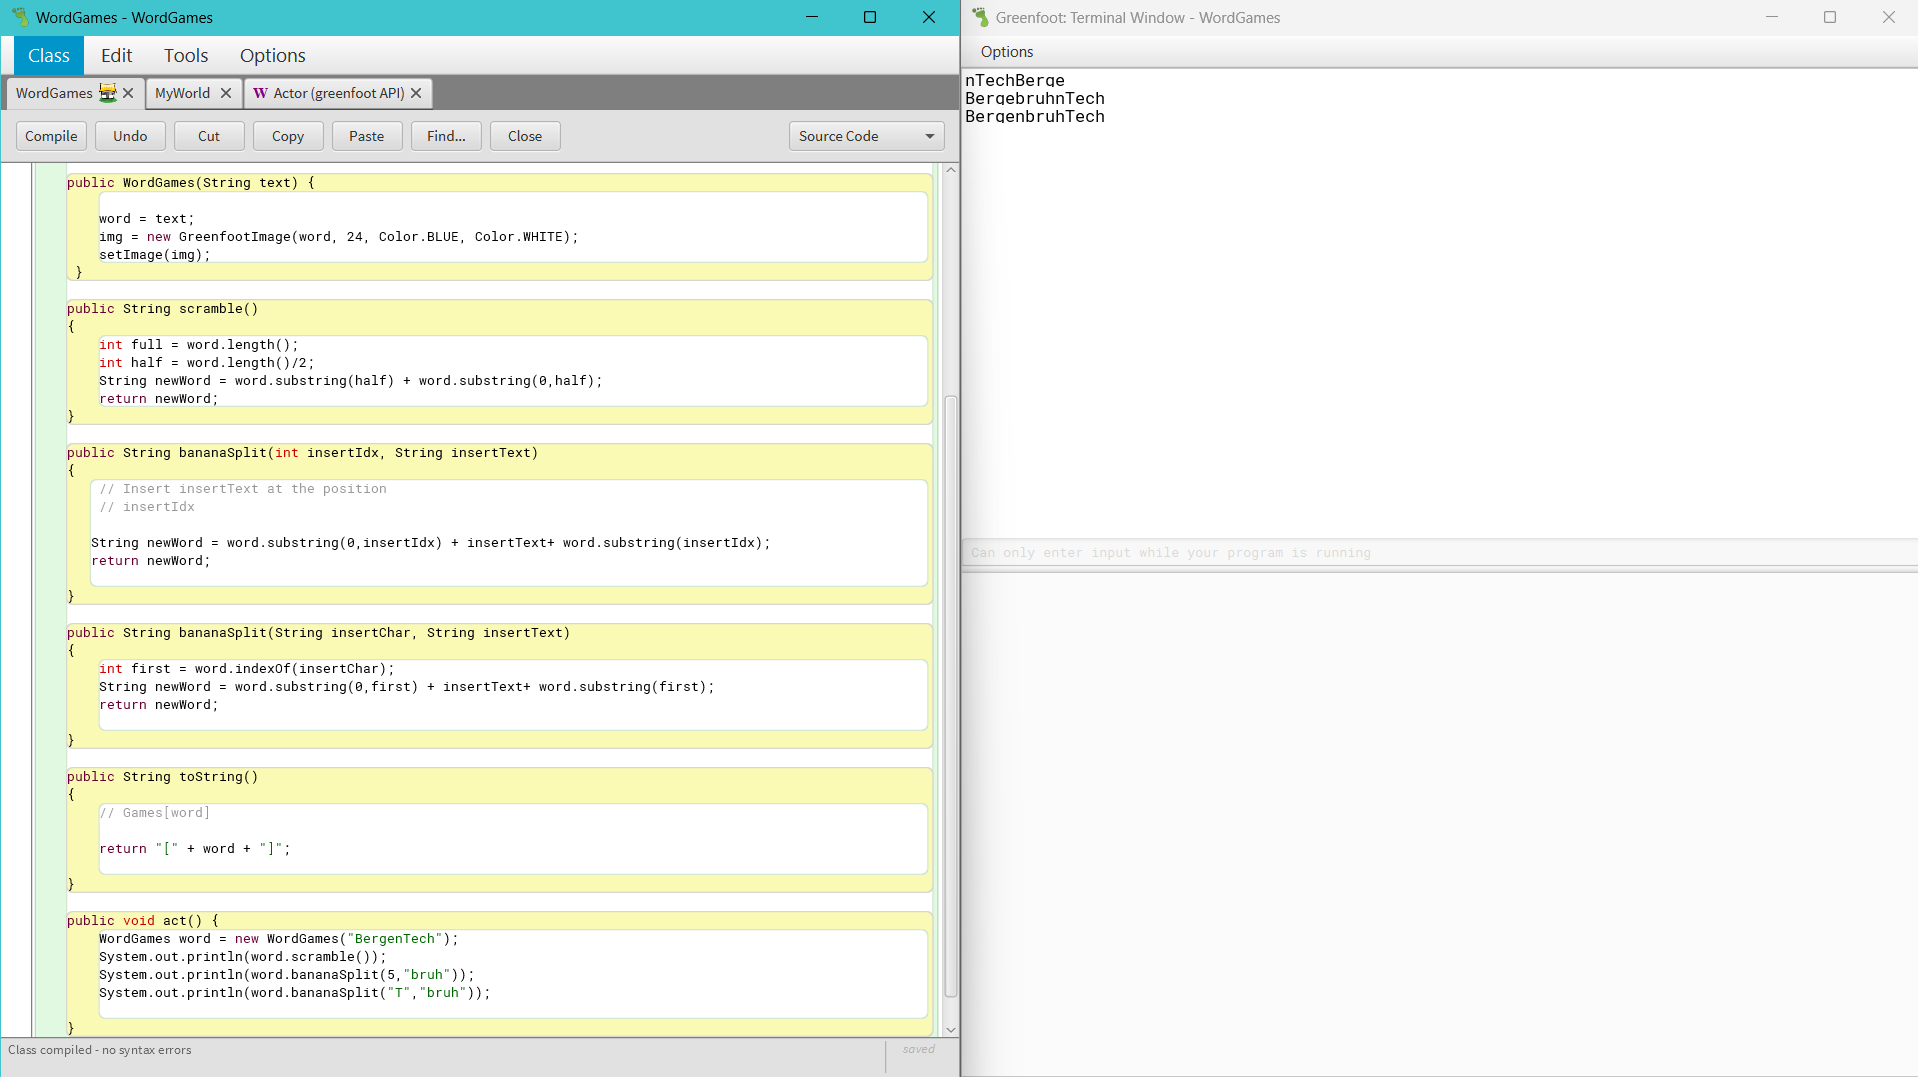 WordGames - WordGames
Class Edit Tools Options
WordGames MyWorld W Actor (greenfoot API)
Compile Undo Cut Copy Paste Find... Close Source Code
public WordGames(String text) {
word = text;
img = new GreenfootImage(word, 24, Color.BLUE, Color.WHITE);
setImage(img);
}
public String scramble()
{
int full = word.length();
int half = word.length()/2;
String newWord = word.substring(half) + word.substring(0,half);
return newWord;
}
public String bananaSplit(int insertIdx, String insertText)
{
// Insert insertText at the position
// insertIdx
String newWord = word.substring(0,insertIdx) + insertText+ word.substring(insertIdx);
return newWord;
}
public String bananaSplit(String insertChar, String insertText)
{
int first = word.indexOf(insertChar);
String newWord = word.substring(0,first) + insertText+ word.substring(first);
return newWord;
}
public String toString()
{
// Games[word]
return "[" + word + "]";
}
public void act() {
WordGames word = new WordGames("BergenTech");
System.out.println(word.scramble());
System.out.println(word.bananaSplit(5,"bruh"));
System.out.println(word.bananaSplit("T","bruh"));
}
Class compiled - no syntax errors
saved
Greenfoot: Terminal Window - WordGames
Options
nTechBerge
BergebruhnTech
BergenbruhTech
Can only enter input while your program is running